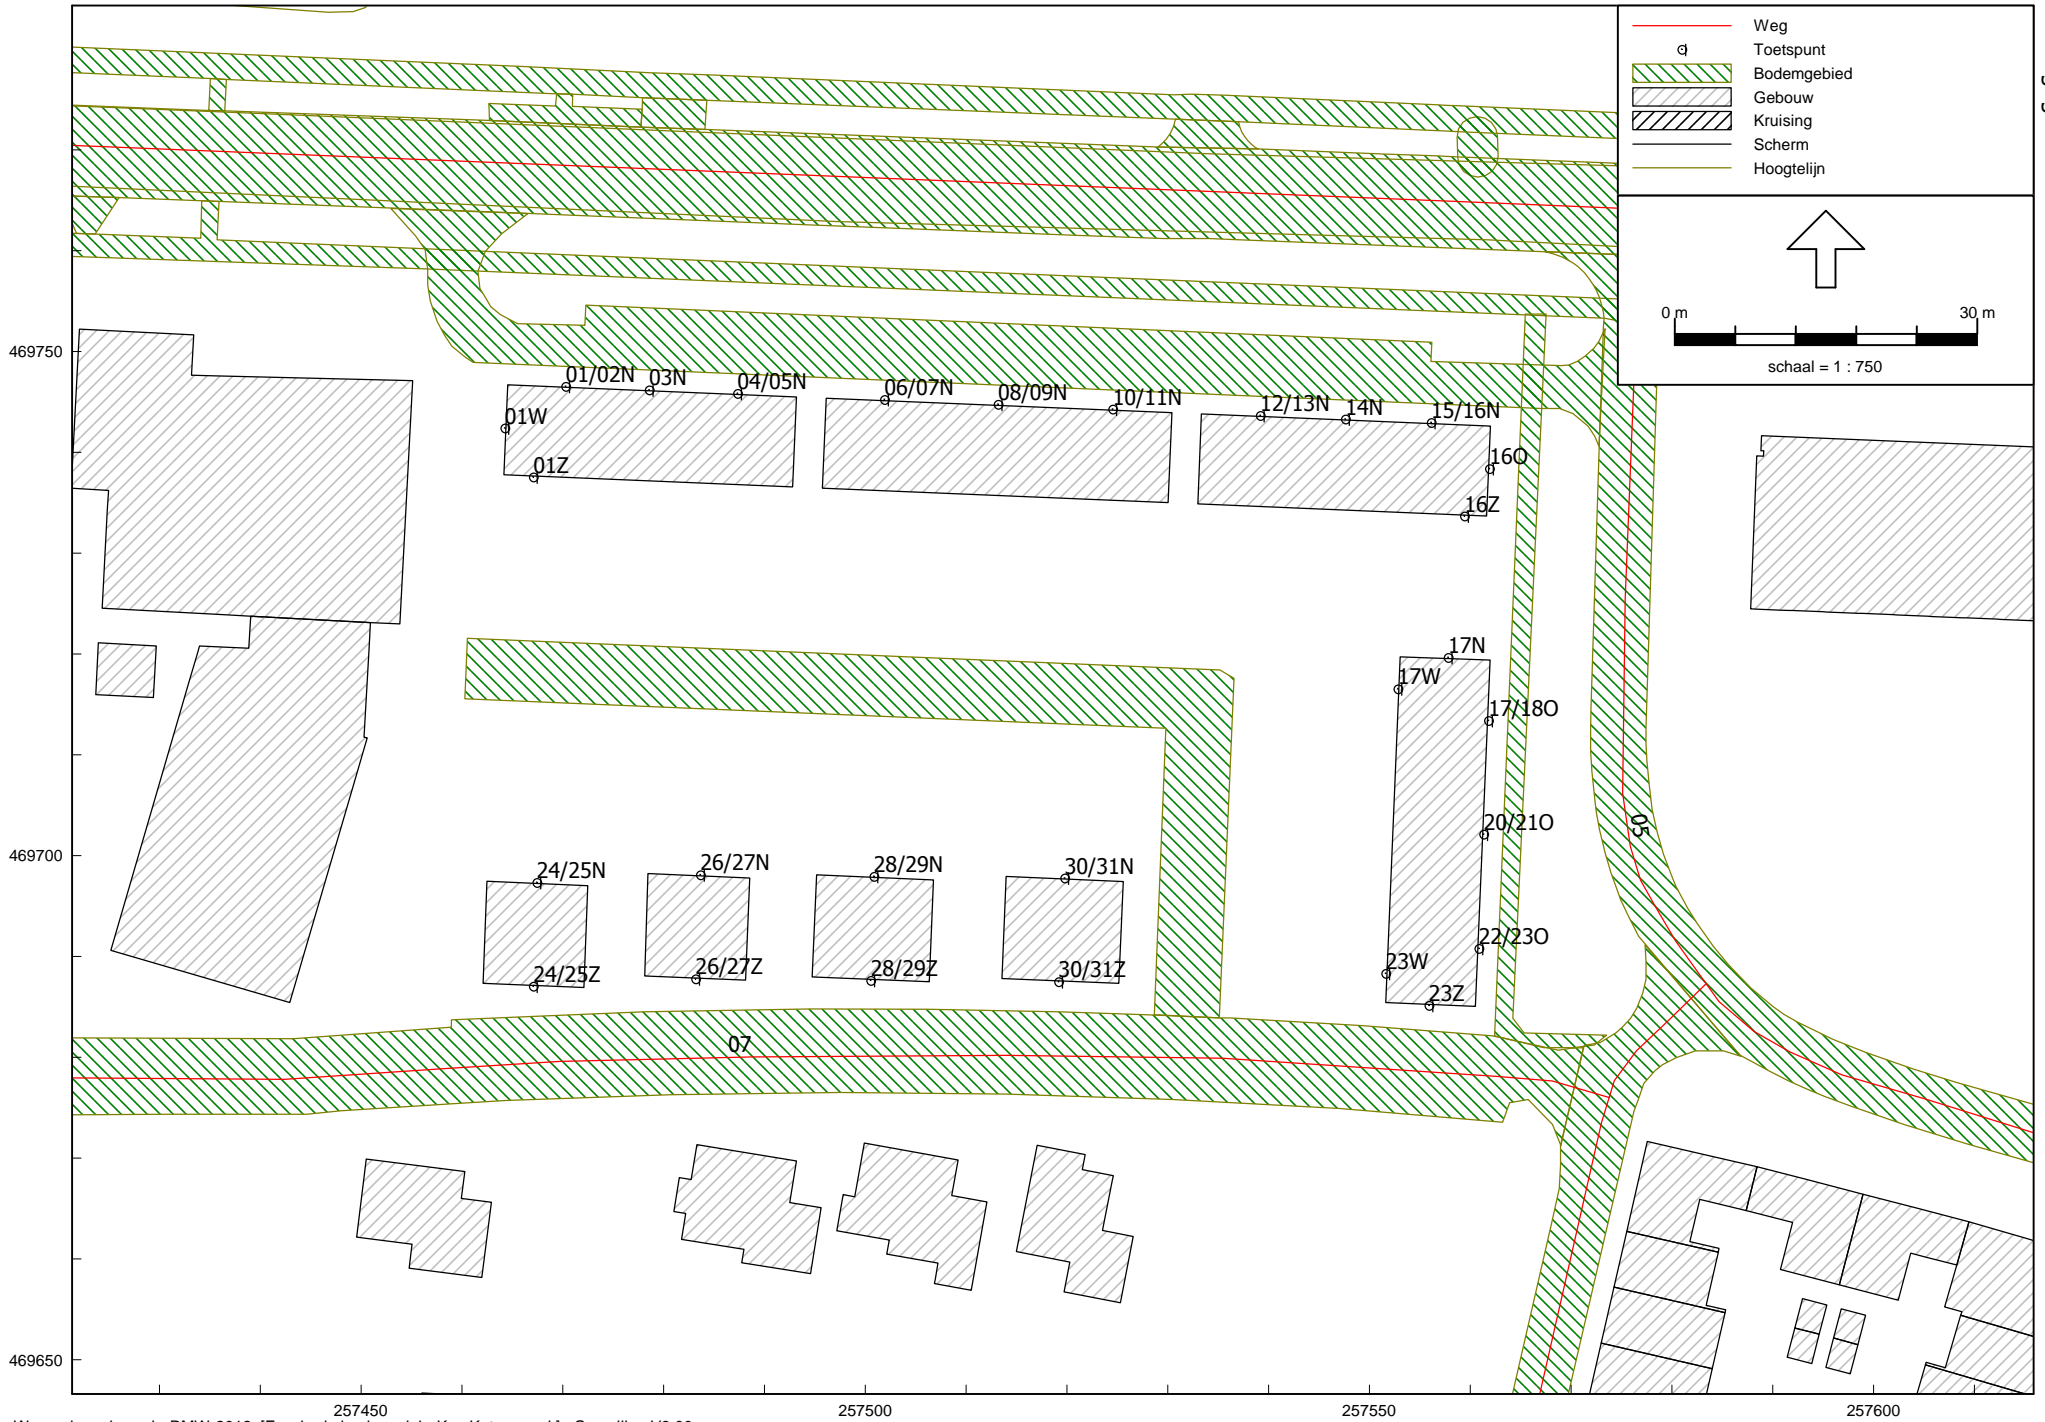 Weg
Toetspunt
Bodemgebied
Gebouw
Kruising
Scherm
Hoogtelijn
0 m 30 m
schaal = 1 : 750
469750
01/02N 03N 04/05N 06/07N 08/09N 10/11N 12/13N 14N 15/16N
01W
01Z
16O
16Z
17N
17W
17/18O
20/21O
05
469700
24/25N 26/27N 28/29N 30/31N
22/23O
24/25Z 26/27Z 28/29Z 30/31Z 23W
23Z
07
469650
257450 257500 257550 257600